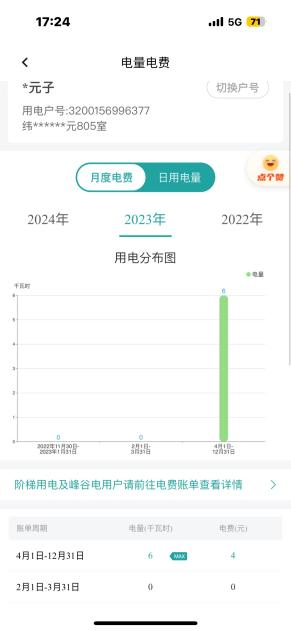 17:24
5G
71
电量电费
*元子
切换户号
用电户号:3200156996377
纬******元805室
月度电费
日用电量
点个赞
2024年
2023年
2022年
用电分布图
电量
千瓦时
6
6
5
4
3
2
1
0
0
0
2022年11月30日-
2023年1月31日
2月1日-
3月31日
4月1日-
12月31日
阶梯用电及峰谷电用户请前往电费账单查看详情
账单周期
电量(千瓦时)
电费(元)
4月1日-12月31日
6
MAX
4
2月1日-3月31日
0
0